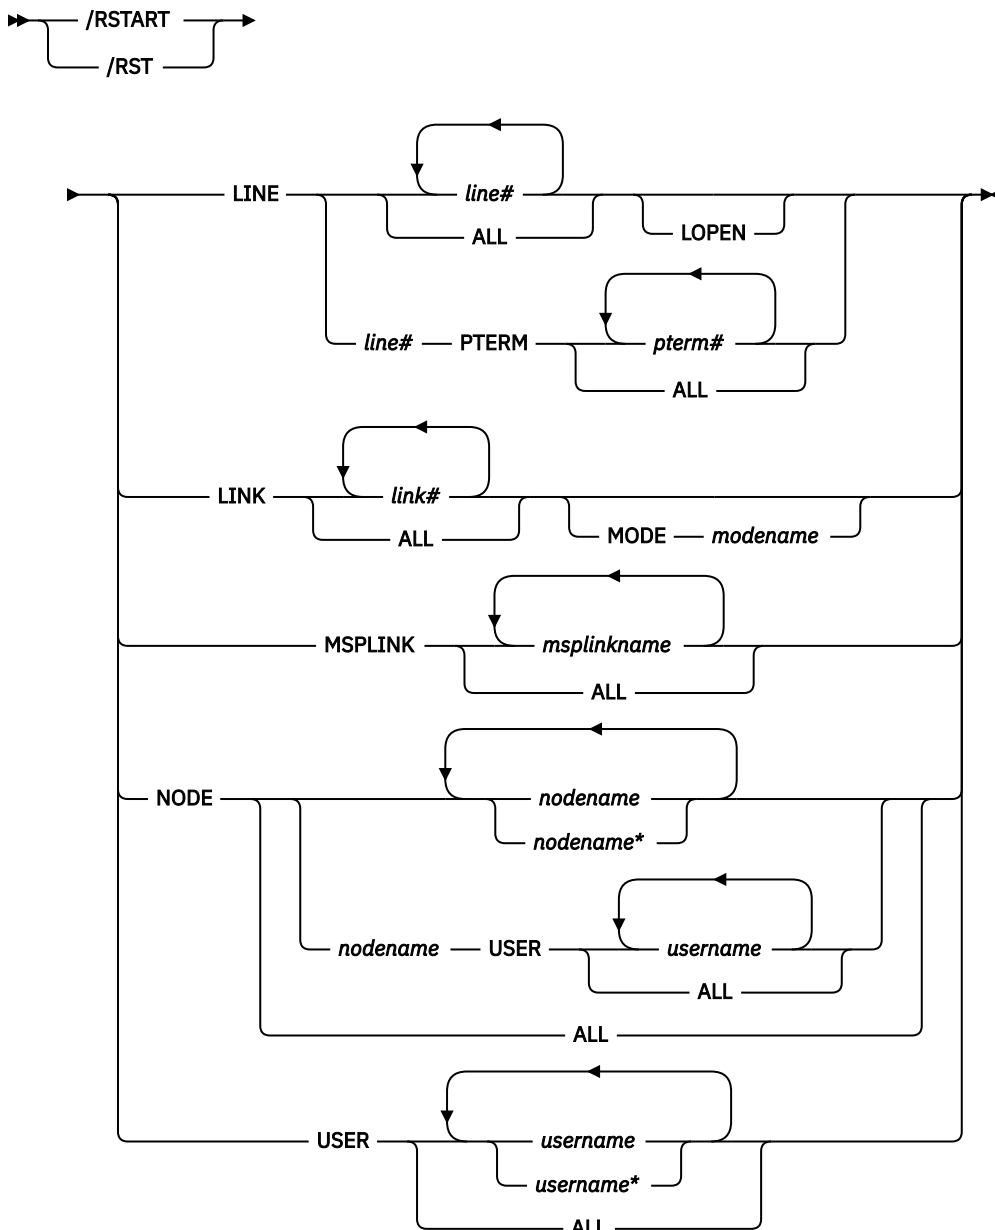 /RSTART
/RST
LINE line#
ALL LOPEN
line# PTERM pterm#
ALL
LINK link#
ALL MODE modename
MSPLINK msplinkname
ALL
NODE nodename
nodename*
nodename USER username
ALL
ALL
USER username
username*
ALL